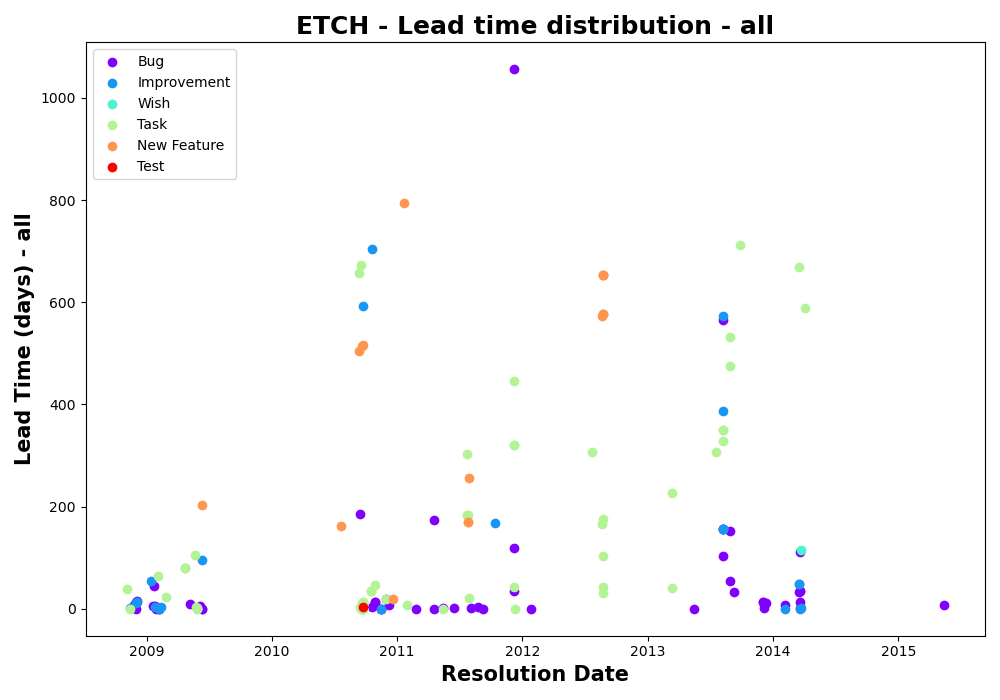 ETCH - Lead time distribution - all
Bug
Improvement
Wish
Task
New Feature
Test
Lead Time (days) - all
1000
800
600
400
200
0
2009 2010 2011 2012 2013 2014 2015
Resolution Date